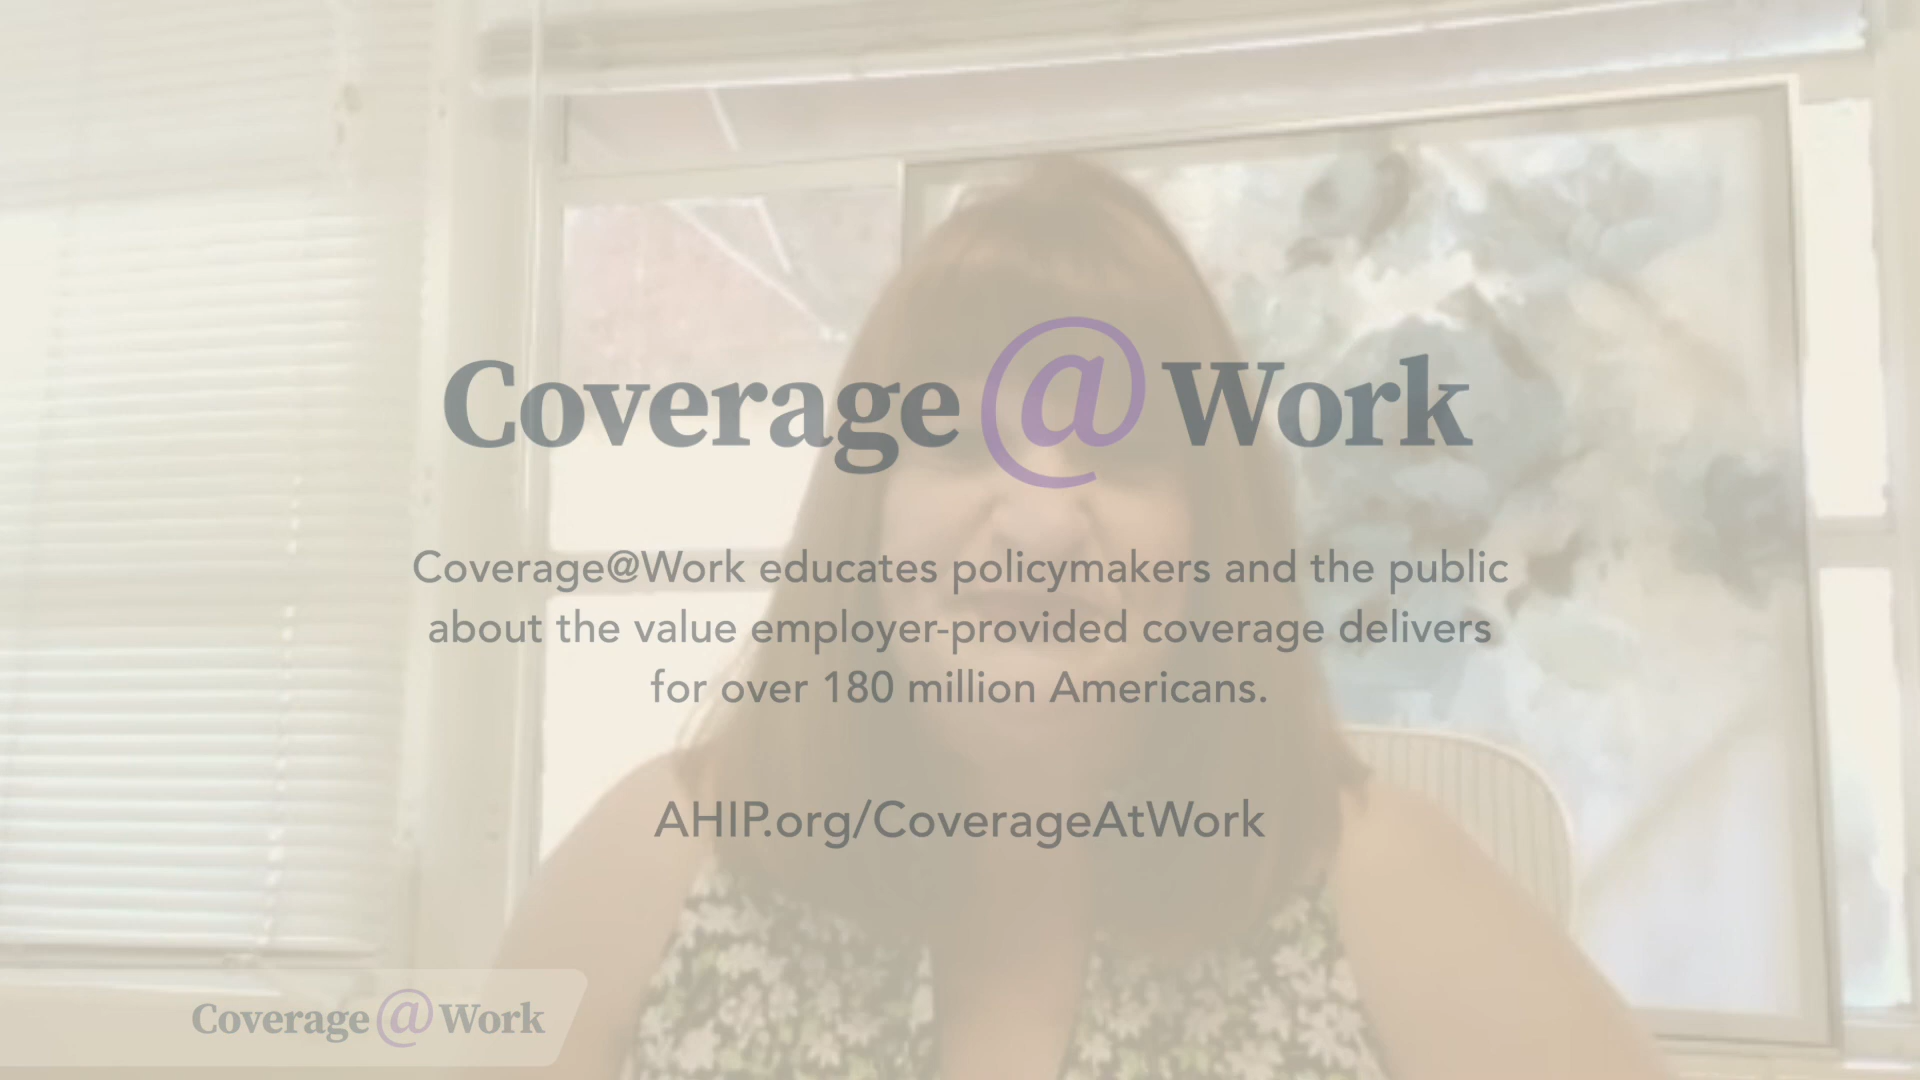 Coverage@Work
Coverage@Work educates policymakers and the public
about the value employer-provided coverage delivers
for over 180 million Americans.
AHIP.org/CoverageAtWork
Coverage@Work